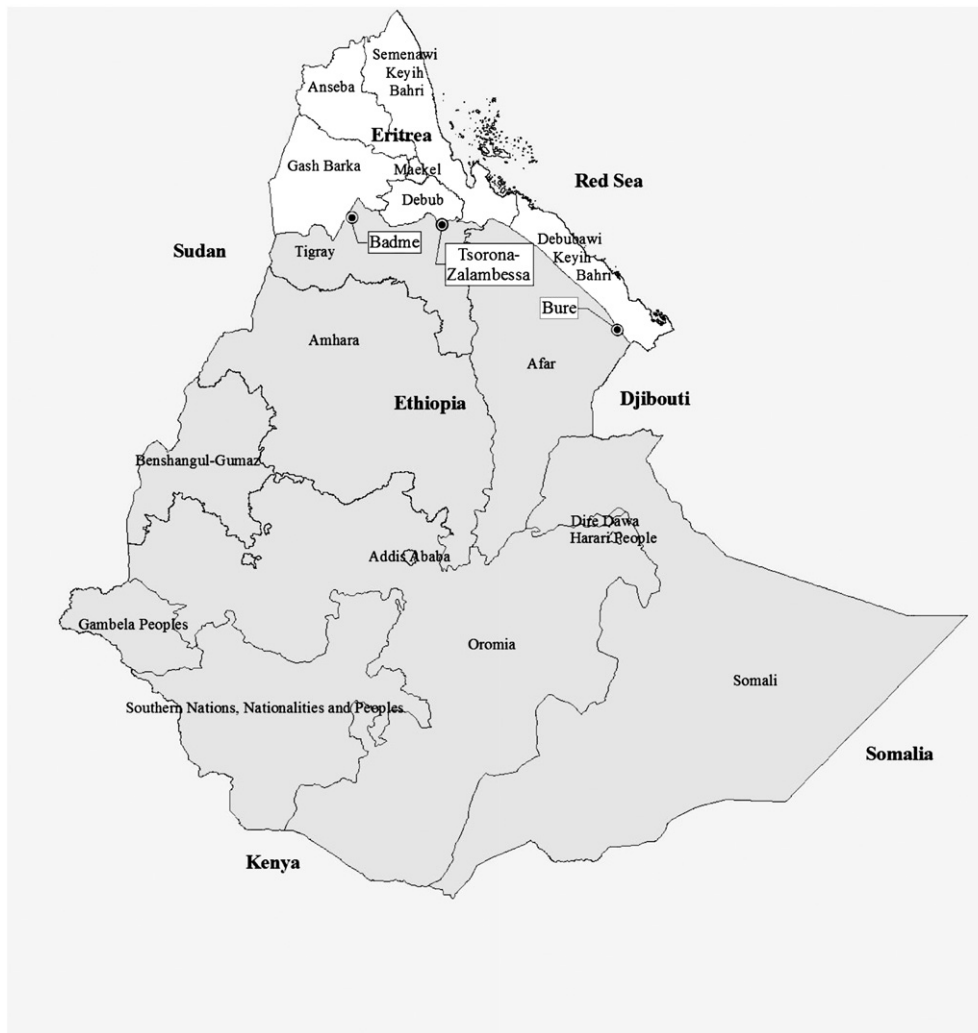 Semenawi
Keyih
Bahri
Anseba
Eritrea
Gash Barka
Maekel
Red Sea
Debub
Badme
Sudan
Tigray
Tsorona-
Zalambessa
Debubawi
Keyih
Bahri
Bure
Amhara
Afar
Ethiopia
Djibouti
Benshangul-Gumaz
Dire Dawa
Harari People
Addis Ababa
Gambela Peoples
Oromia
Somali
Southern Nations, Nationalities and Peoples
Somalia
Kenya